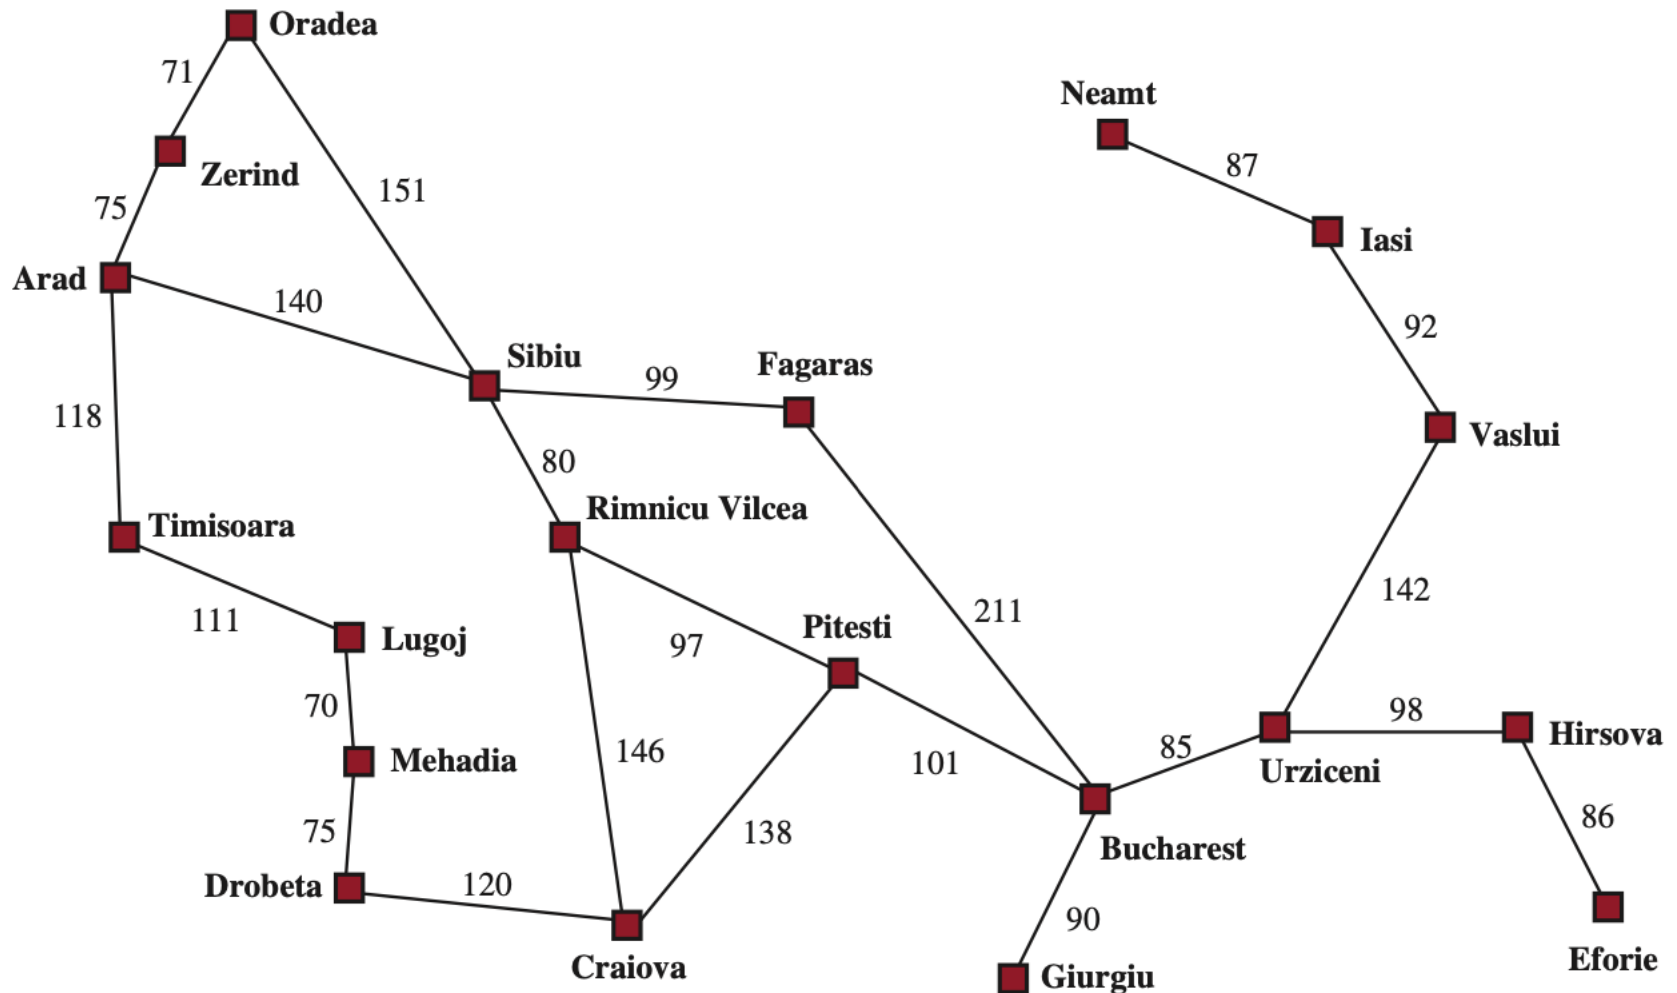 Oradea
71
Neamt
87
Zerind
151
75
Iasi
Arad
140
92
Sibiu
Fagaras
99
118
Vaslui
80
Rimnicu Vilcea
Timisoara
142
211
111
Pitesti
Lugoj
97
70
98
Hirsova
146
85
Mehadia
101
Urziceni
86
75
138
Bucharest
Drobeta
120
90
Craiova
Eforie
Giurgiu